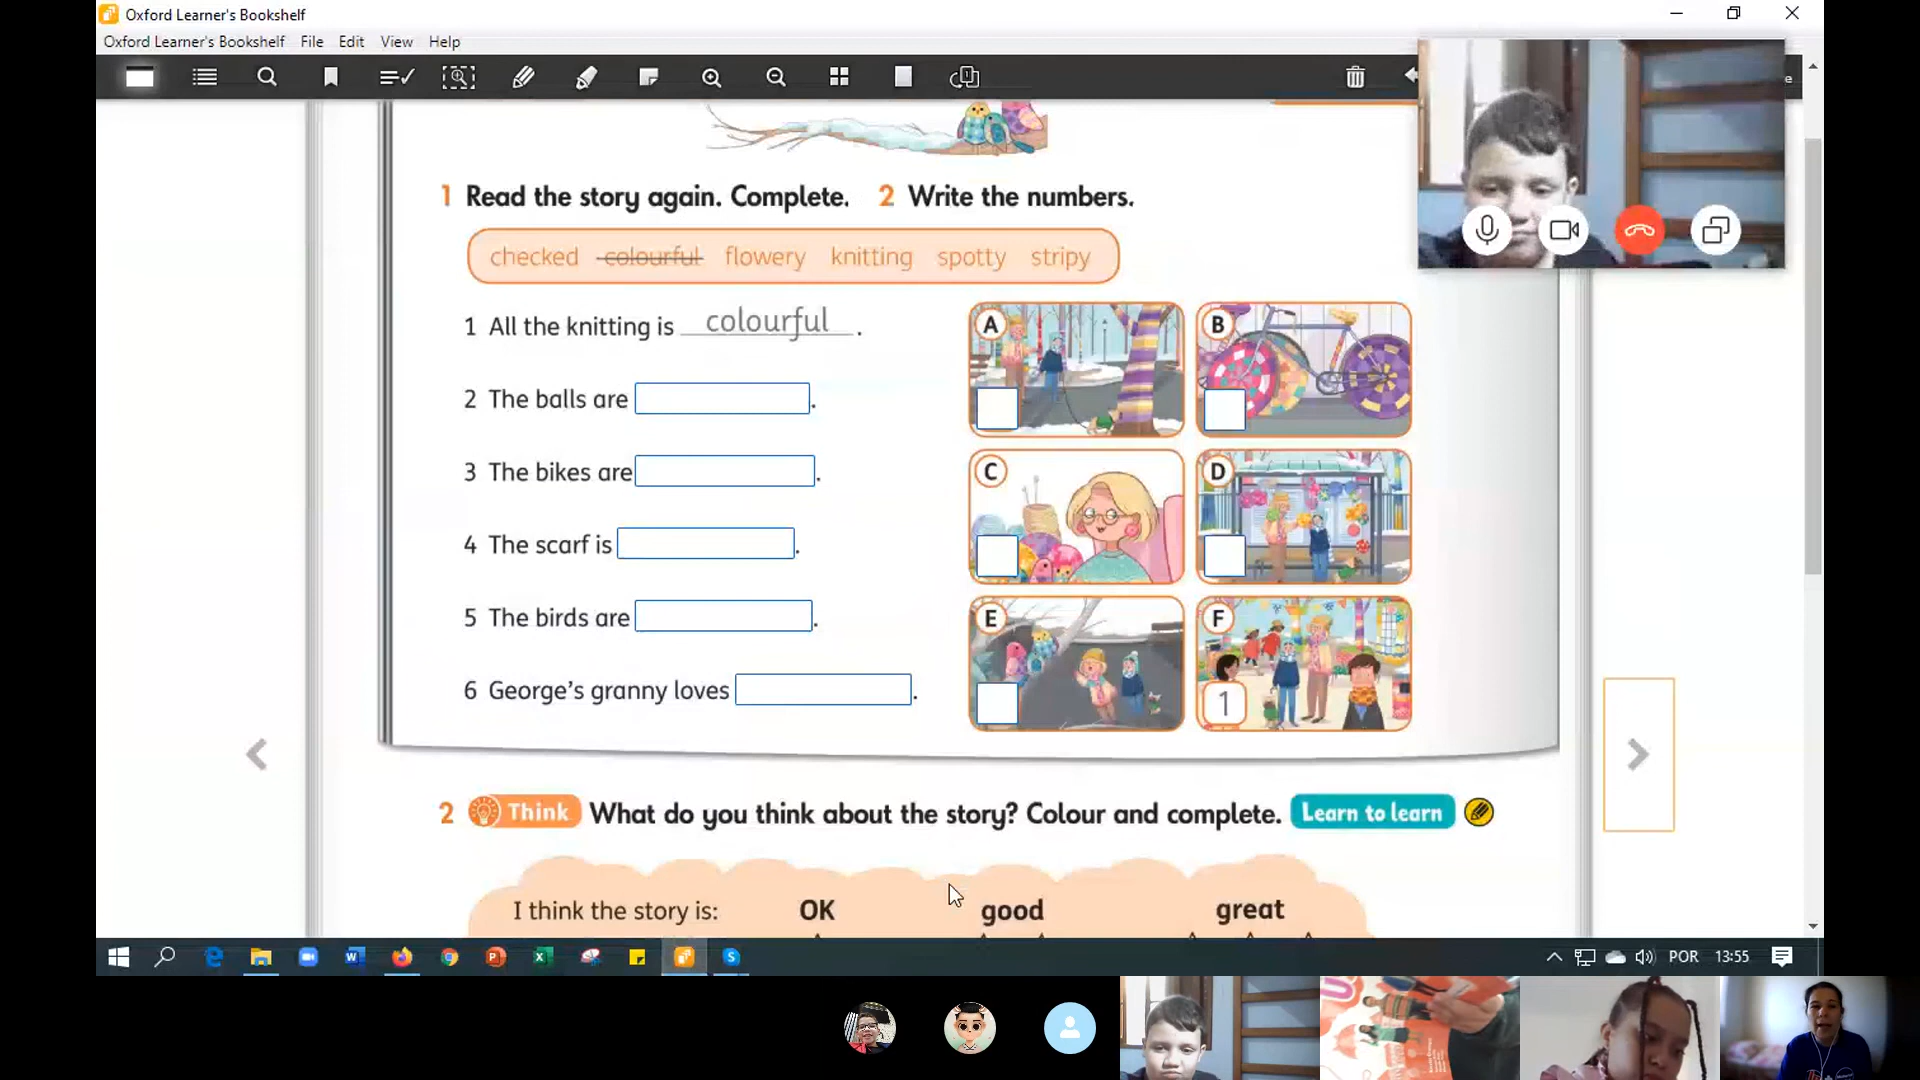 Oxford Learner's Bookshelf
Oxford Learner's Bookshelf File Edit View Help
1 Read the story again. Complete. 2 Write the numbers.
checked colourful flowery knitting spotty stripy
1 All the knitting is colourful .
2 The balls are .
3 The bikes are .
4 The scarf is .
5 The birds are .
6 George's granny loves .
A B
C D
E F
1
2 Think What do you think about the story? Colour and complete. Learn to learn
I think the story is: OK good great
POR 13:55